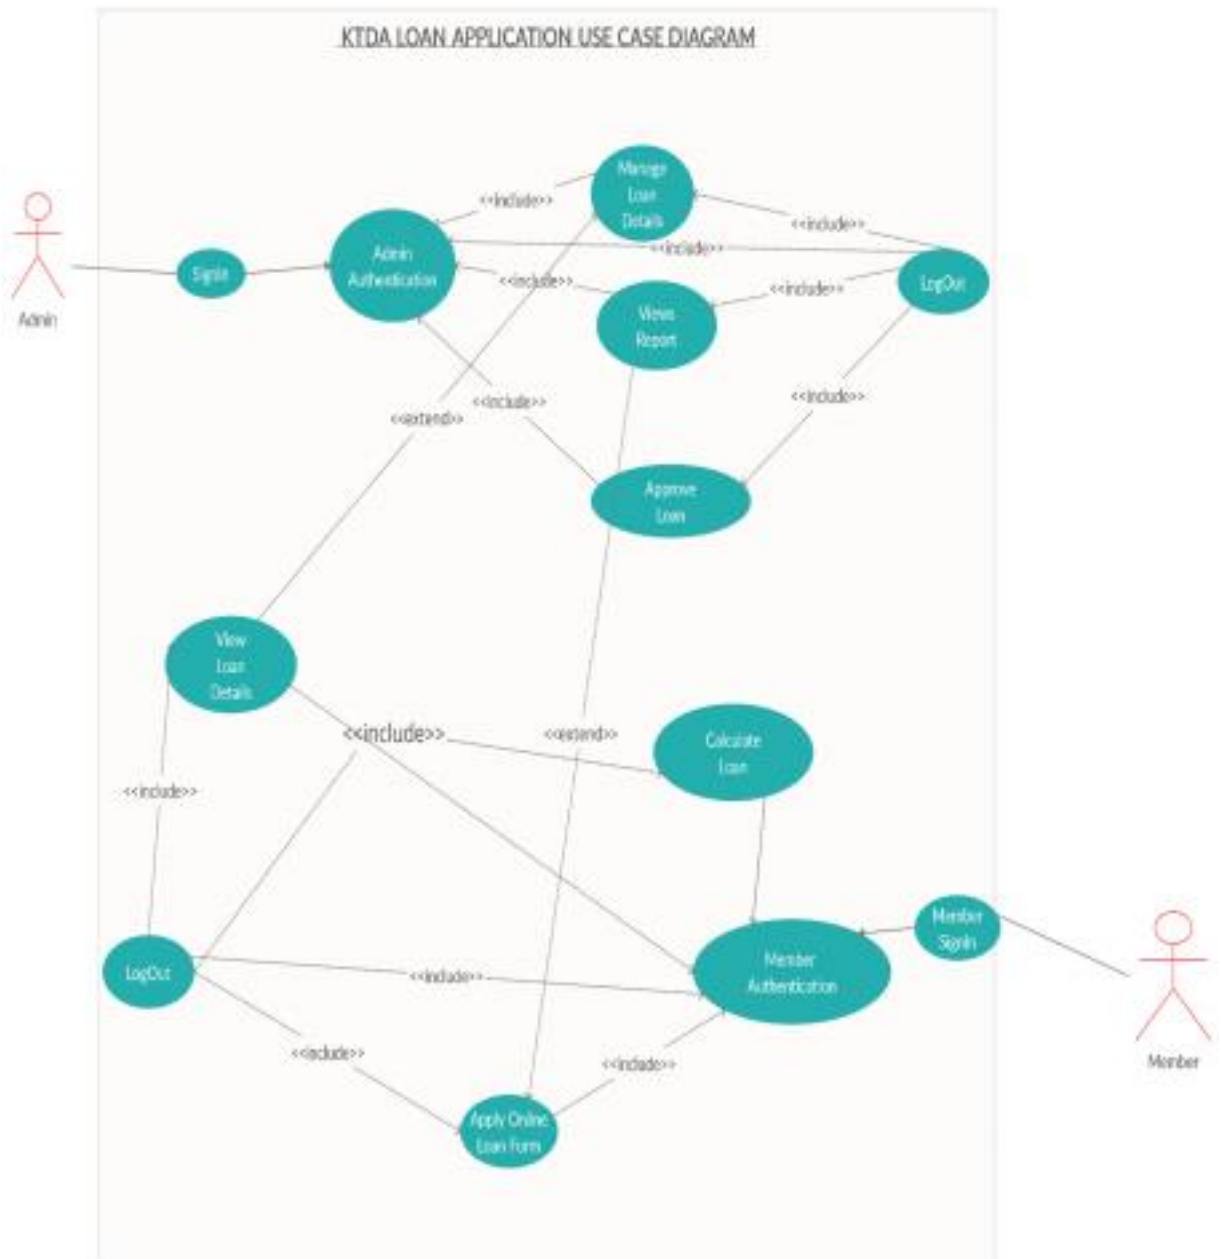 KTDA LOAN APPLICATION USE CASE DIAGRAM
Manage
Loan
Details
<<include>>
<<include>>
Admin
Authentication
<<include>>
SignIn
<<include>>
<<include>>
LogOut
Admin
Views
Report
<<include>>
<<include>>
<<extend>>
Approve
Loan
View
Loan
Details
<<include>>
<<extend>>
Calculate
Loan
<<include>>
Member
SignIn
LogOut
<<include>>
Member
Authentication
<<include>>
<<include>>
Member
Apply Online
Loan Form